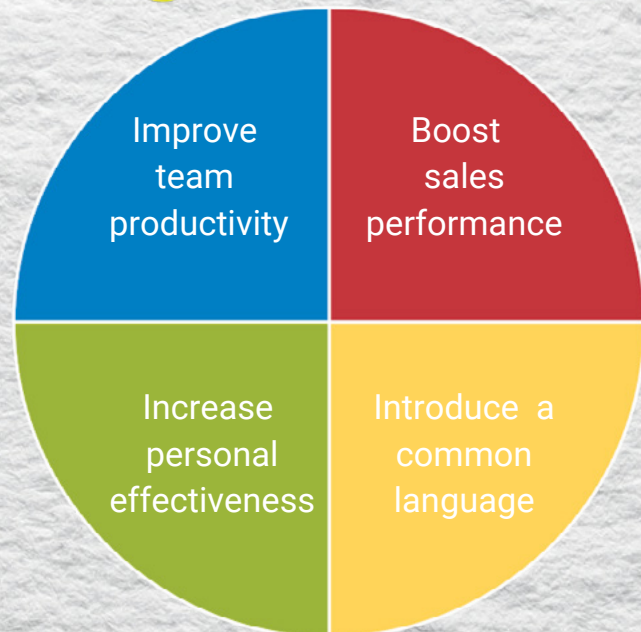 Improve
team
productivity
Boost
sales
performance
Increase
personal
effectiveness
Introduce a
common
language